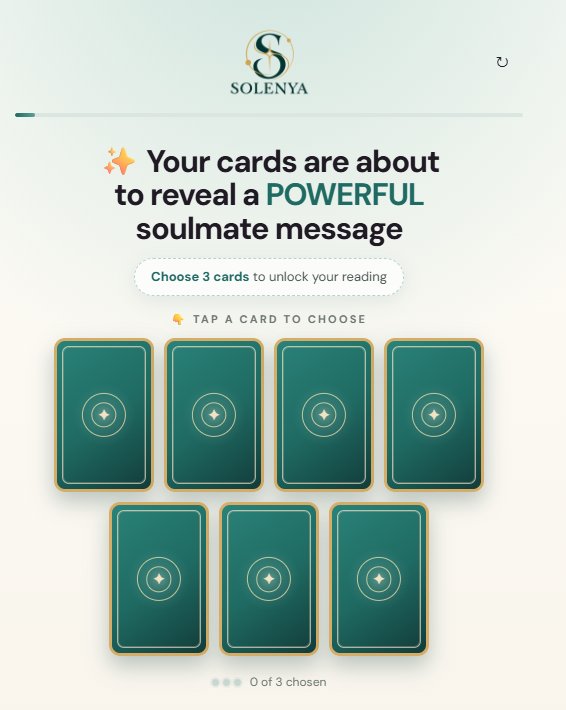 SOLENYA
↻
✨ Your cards are about
to reveal a POWERFUL
soulmate message
Choose 3 cards to unlock your reading
👇 TAP A CARD TO CHOOSE
0 of 3 chosen